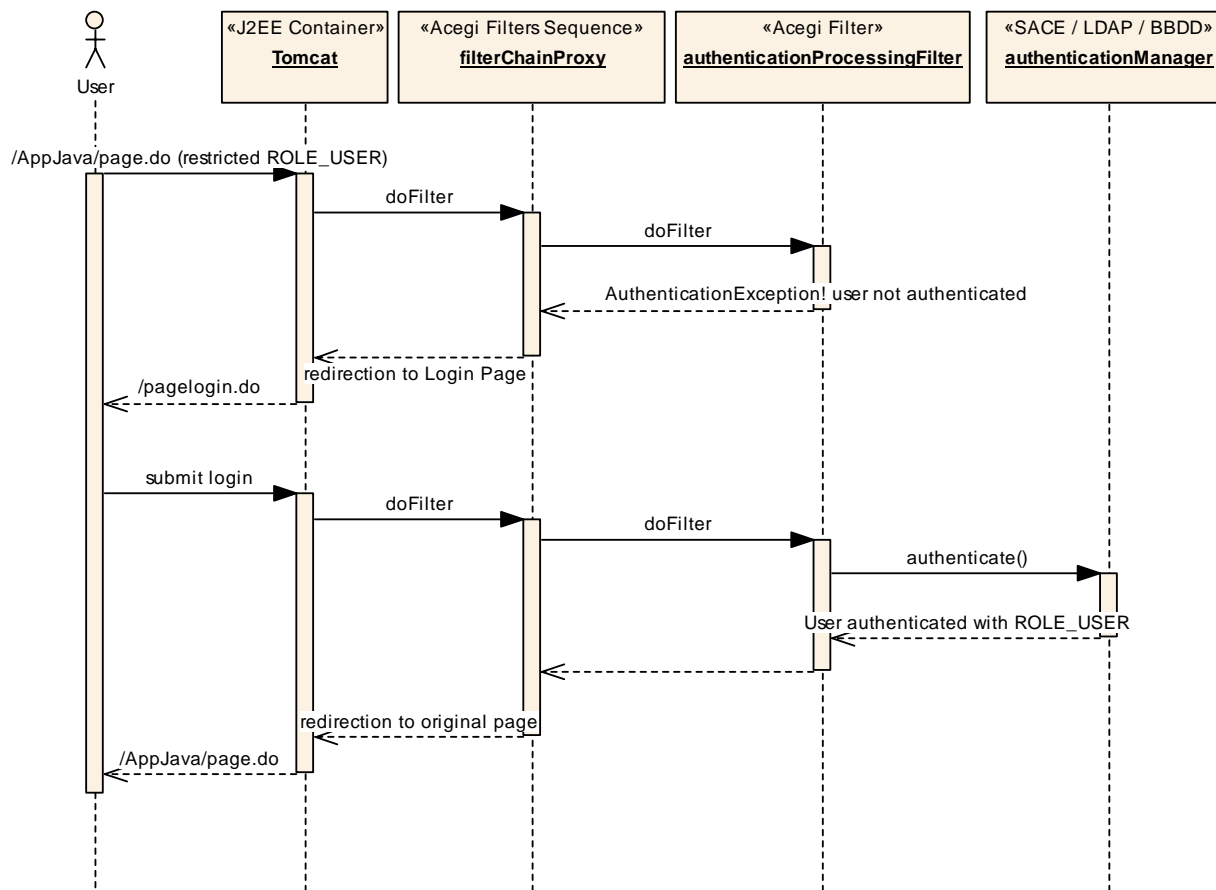 «J2EE Container»
Tomcat
«Acegi Filters Sequence»
filterChainProxy
«Acegi Filter»
authenticationProcessingFilter
«SACE / LDAP / BBDD»
authenticationManager
User
/AppJava/page.do (restricted ROLE_USER)
doFilter
doFilter
AuthenticationException! user not authenticated
redirection to Login Page
/pagelogin.do
submit login
doFilter
doFilter
authenticate()
User authenticated with ROLE_USER
redirection to original page
/AppJava/page.do